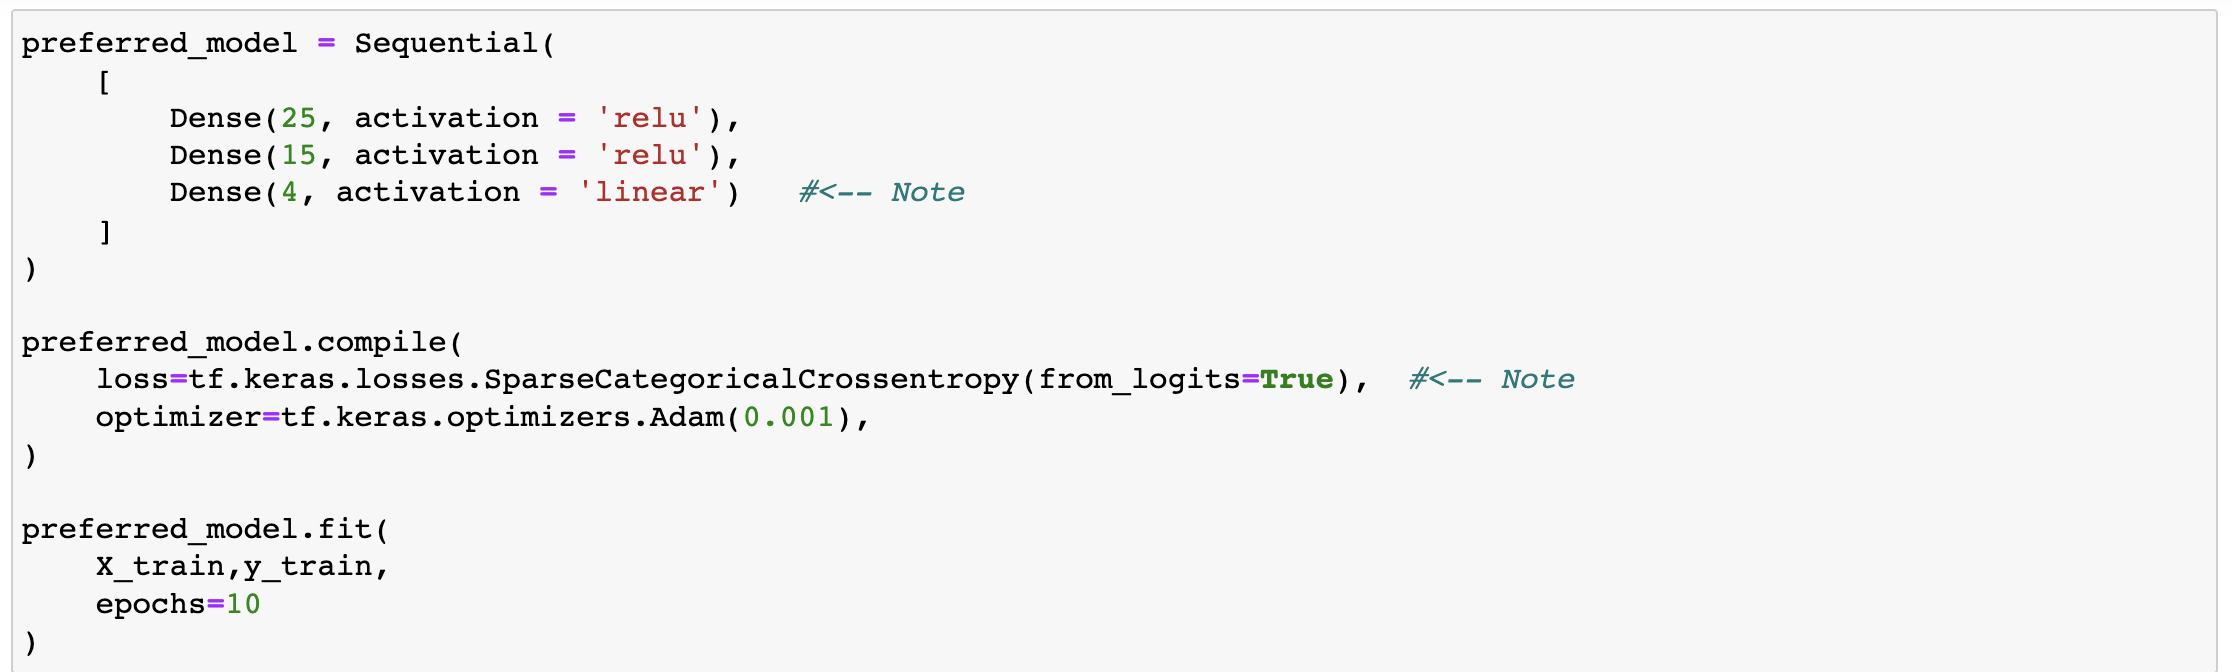 preferred_model = Sequential(
    [
        Dense(25, activation = 'relu'),
        Dense(15, activation = 'relu'),
        Dense(4, activation = 'linear')   #<-- Note
    ]
)

preferred_model.compile(
    loss=tf.keras.losses.SparseCategoricalCrossentropy(from_logits=True),  #<-- Note
    optimizer=tf.keras.optimizers.Adam(0.001),
)

preferred_model.fit(
    X_train,y_train,
    epochs=10
)